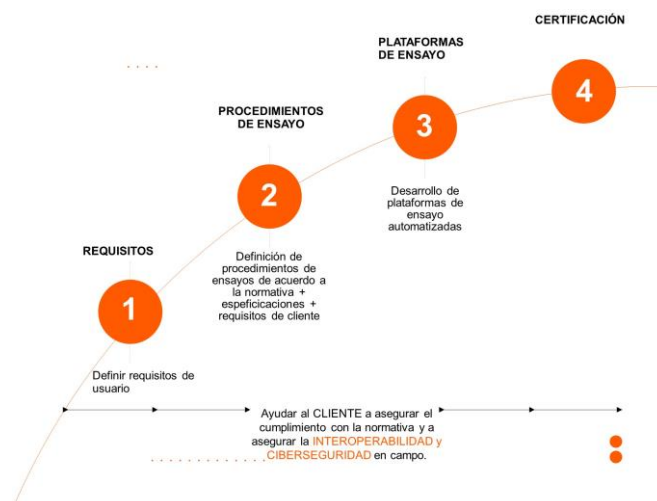 CERTIFICACIÓN
4
PLATAFORMAS
DE ENSAYO
3
Desarrollo de
plataformas de
ensayo
automatizadas
PROCEDIMIENTOS
DE ENSAYO
2
Definición de
procedimientos de
ensayos de acuerdo a
la normativa +
espeficicaciones +
requisitos de cliente
REQUISITOS
1
Definir requisitos de
usuario
Ayudar al CLIENTE a asegurar el
cumplimiento con la normativa y a
asegurar la INTEROPERABILIDAD y
CIBERSEGURIDAD en campo.